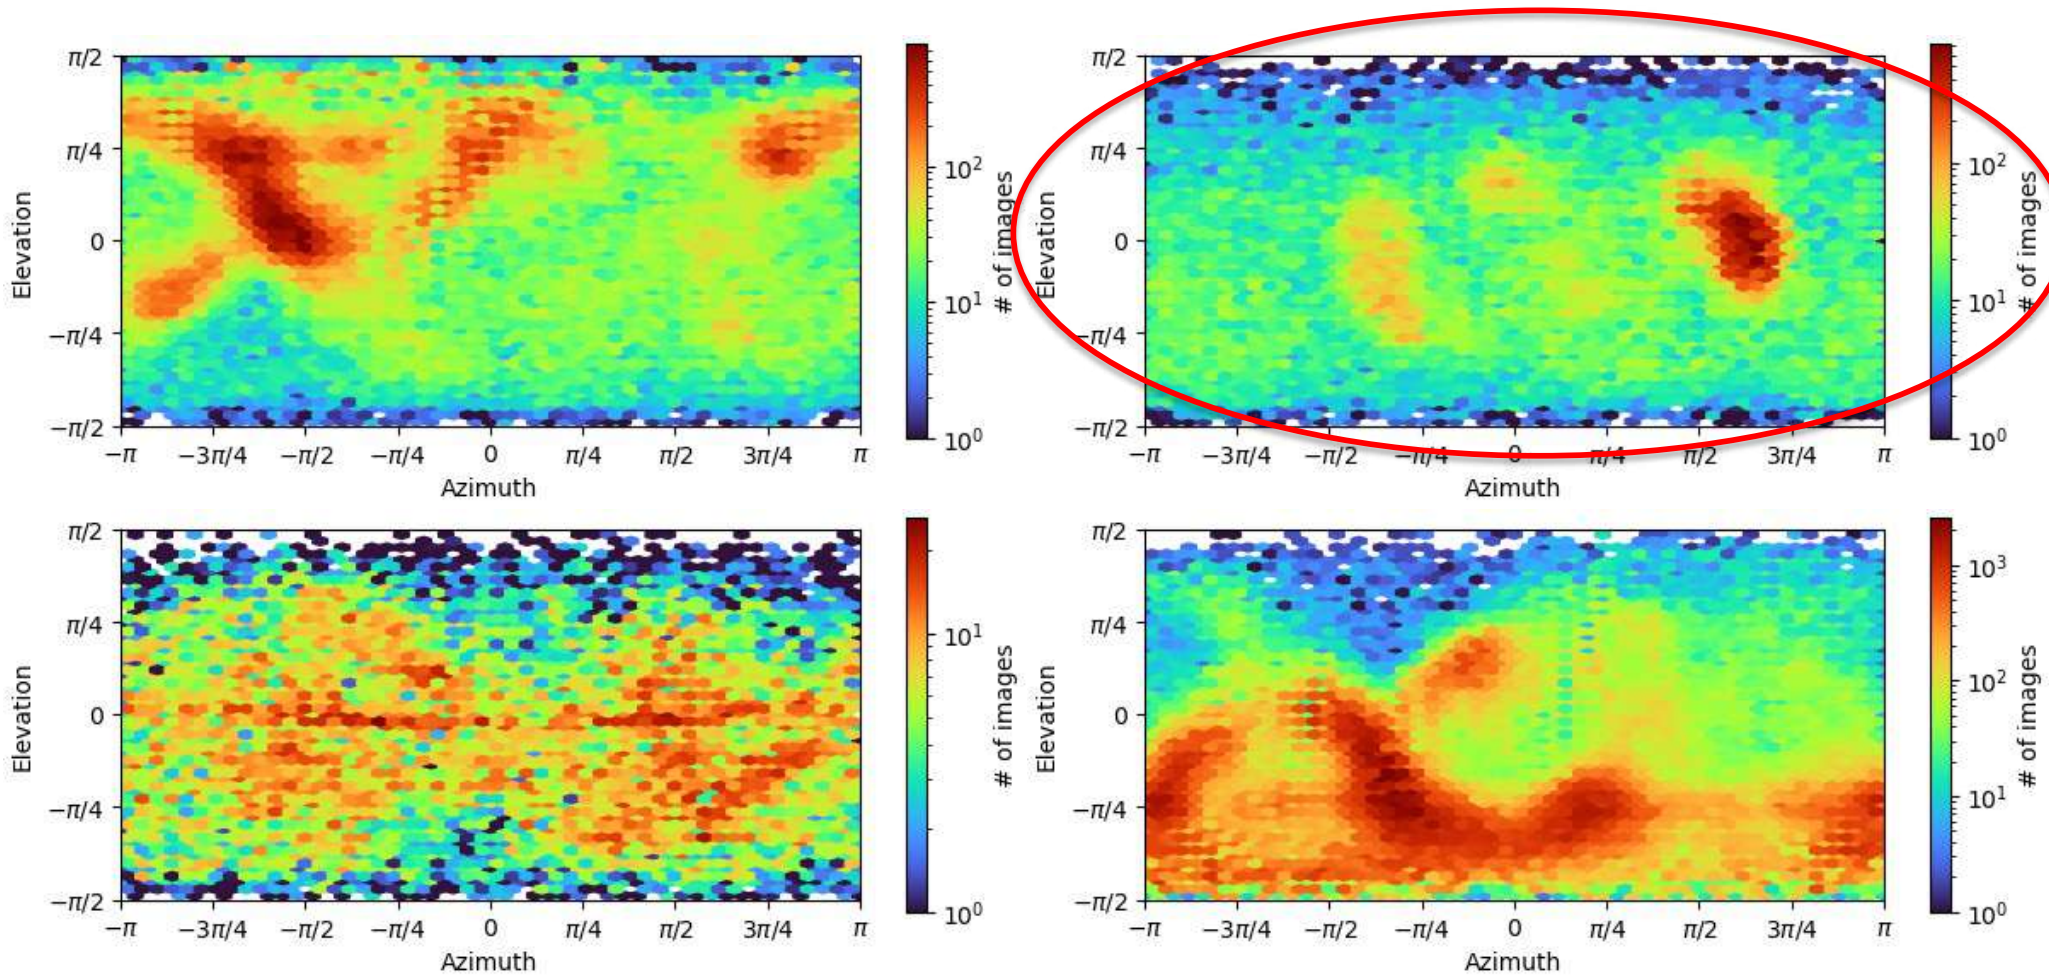 π/2
π/4
0
−π/4
−π/2
Elevation
−π
−3π/4
−π/2
−π/4
0
π/4
π/2
3π/4
π
Azimuth
10²
10¹
10⁰
# of images
π/2
π/4
0
−π/4
−π/2
Elevation
−π
−3π/4
−π/2
−π/4
0
π/4
π/2
3π/4
π
Azimuth
10²
10¹
10⁰
# of images
π/2
π/4
0
−π/4
−π/2
Elevation
−π
−3π/4
−π/2
−π/4
0
π/4
π/2
3π/4
π
Azimuth
10¹
10⁰
# of images
π/2
π/4
0
−π/4
−π/2
Elevation
−π
−3π/4
−π/2
−π/4
0
π/4
π/2
3π/4
π
Azimuth
10³
10²
10¹
10⁰
# of images